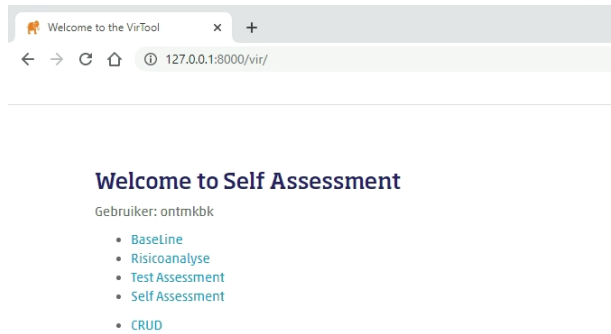 Welcome to the VirTool
127.0.0.1:8000/vir/
Welcome to Self Assessment
Gebruiker: ontmkbk
BaseLine
Risicoanalyse
Test Assessment
Self Assessment
CRUD